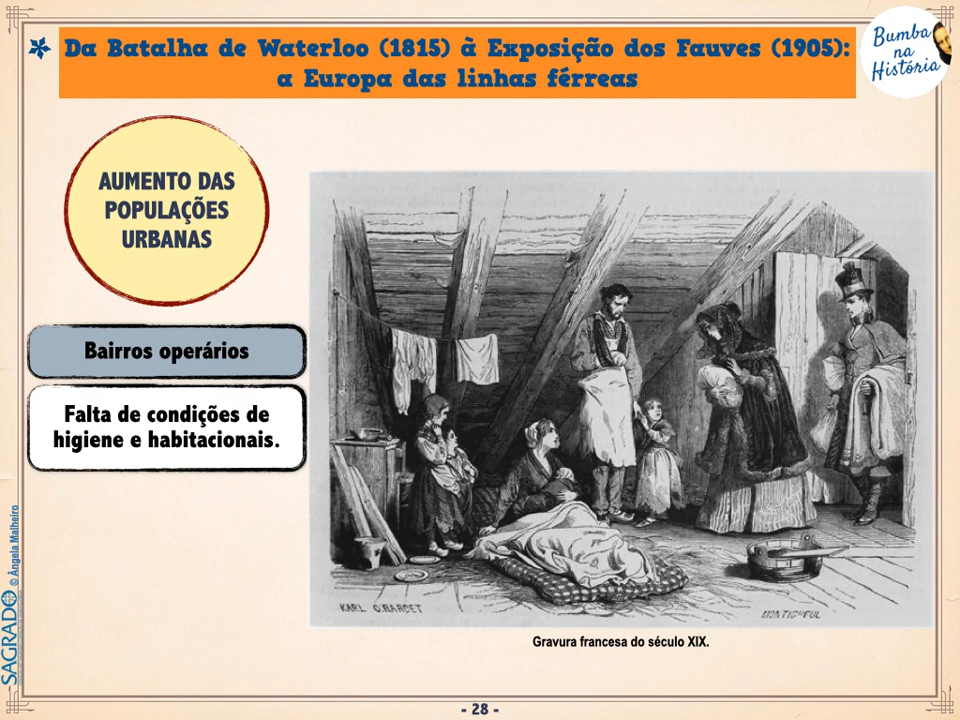 Da Batalha de Waterloo (1815) à Exposição dos Fauves (1905):
a Europa das linhas férreas
Bumba
na
História
AUMENTO DAS
POPULAÇÕES
URBANAS
Bairros operários
Falta de condições de
higiene e habitacionais.
KARL GIRARDET
Gravura francesa do século XIX.
SAGRADO
© Ângela Malheiro
- 28 -